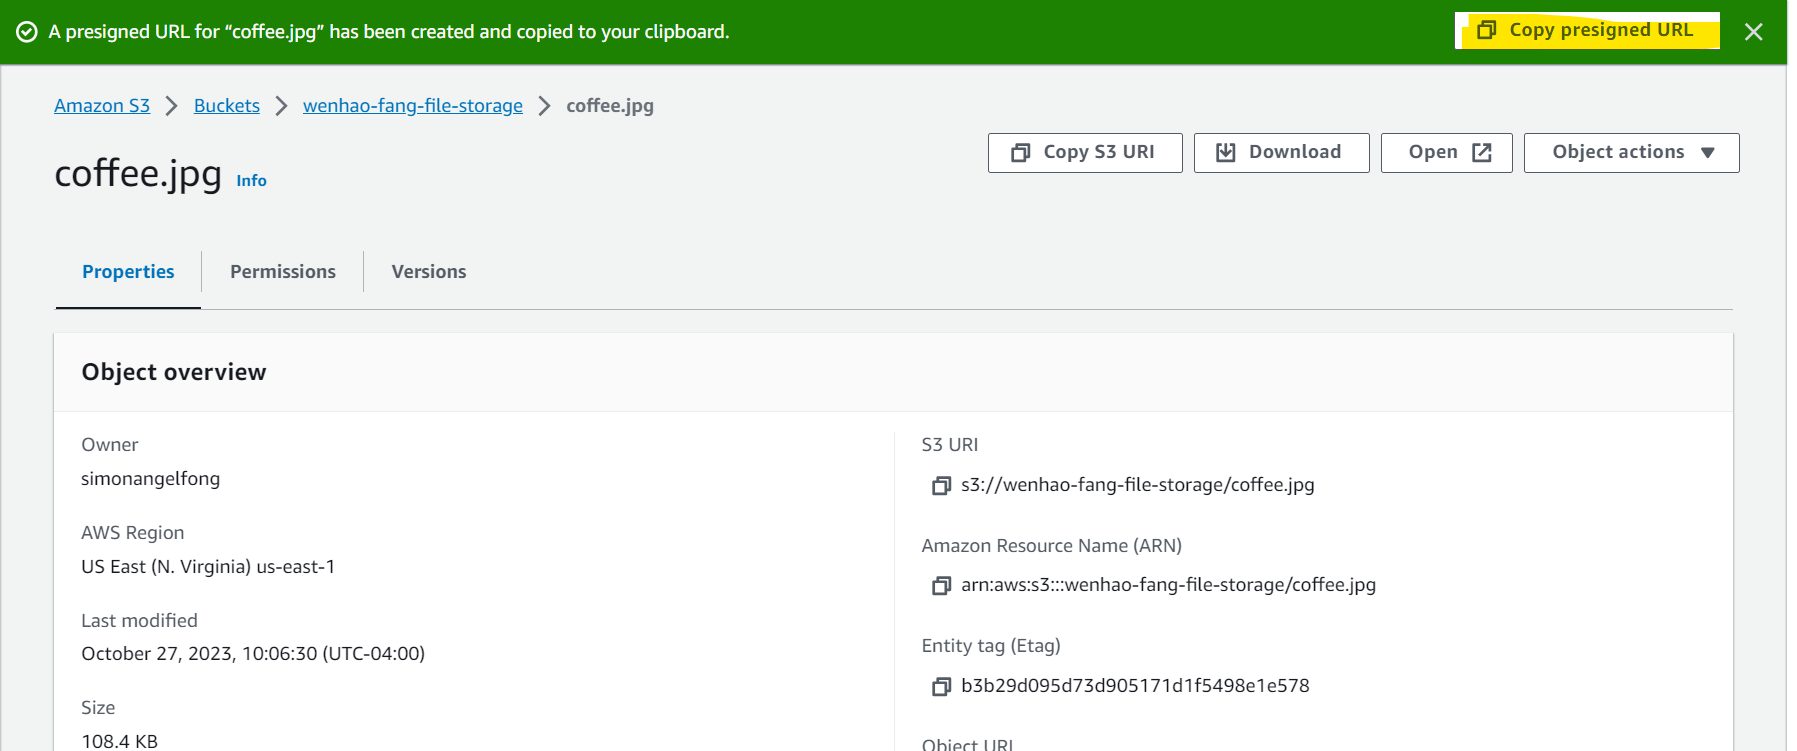 A presigned URL for “coffee.jpg” has been created and copied to your clipboard.
Copy presigned URL
Amazon S3 > Buckets > wenhao-fang-file-storage > coffee.jpg
coffee.jpg Info
Copy S3 URI
Download
Open
Object actions
Properties
Permissions
Versions
Object overview
Owner
simonangelfong
AWS Region
US East (N. Virginia) us-east-1
Last modified
October 27, 2023, 10:06:30 (UTC-04:00)
Size
108.4 KB
S3 URI
s3://wenhao-fang-file-storage/coffee.jpg
Amazon Resource Name (ARN)
arn:aws:s3:::wenhao-fang-file-storage/coffee.jpg
Entity tag (Etag)
b3b29d095d73d905171d1f5498e1e578
Object URL